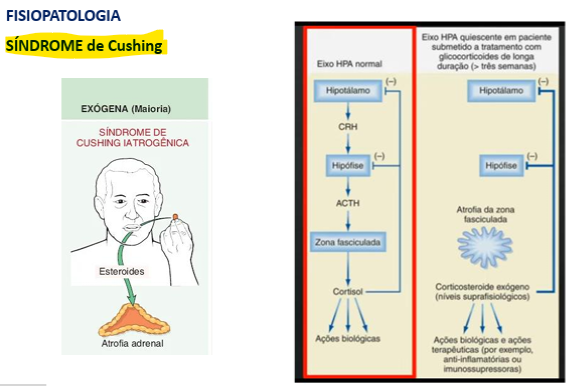 FISIOPATOLOGIA
SÍNDROME de Cushing
EXÓGENA (Maioria)
SÍNDROME DE
CUSHING IATROGÊNICA
Esteroides
Atrofia adrenal
Eixo HPA normal
Hipotálamo
(–)
CRH
Hipófise
(–)
ACTH
Zona fasciculada
Cortisol
Ações biológicas
Eixo HPA quiescente em paciente
submetido a tratamento com
glicocorticoides de longa
duração (> três semanas)
(–)
Hipotálamo
(–)
Hipófise
Atrofia da zona
fasciculada
Corticosteroide exógeno
(níveis suprafisiológicos)
Ações biológicas e ações
terapêuticas (por exemplo,
anti-inflamatórias ou
imunossupressoras)